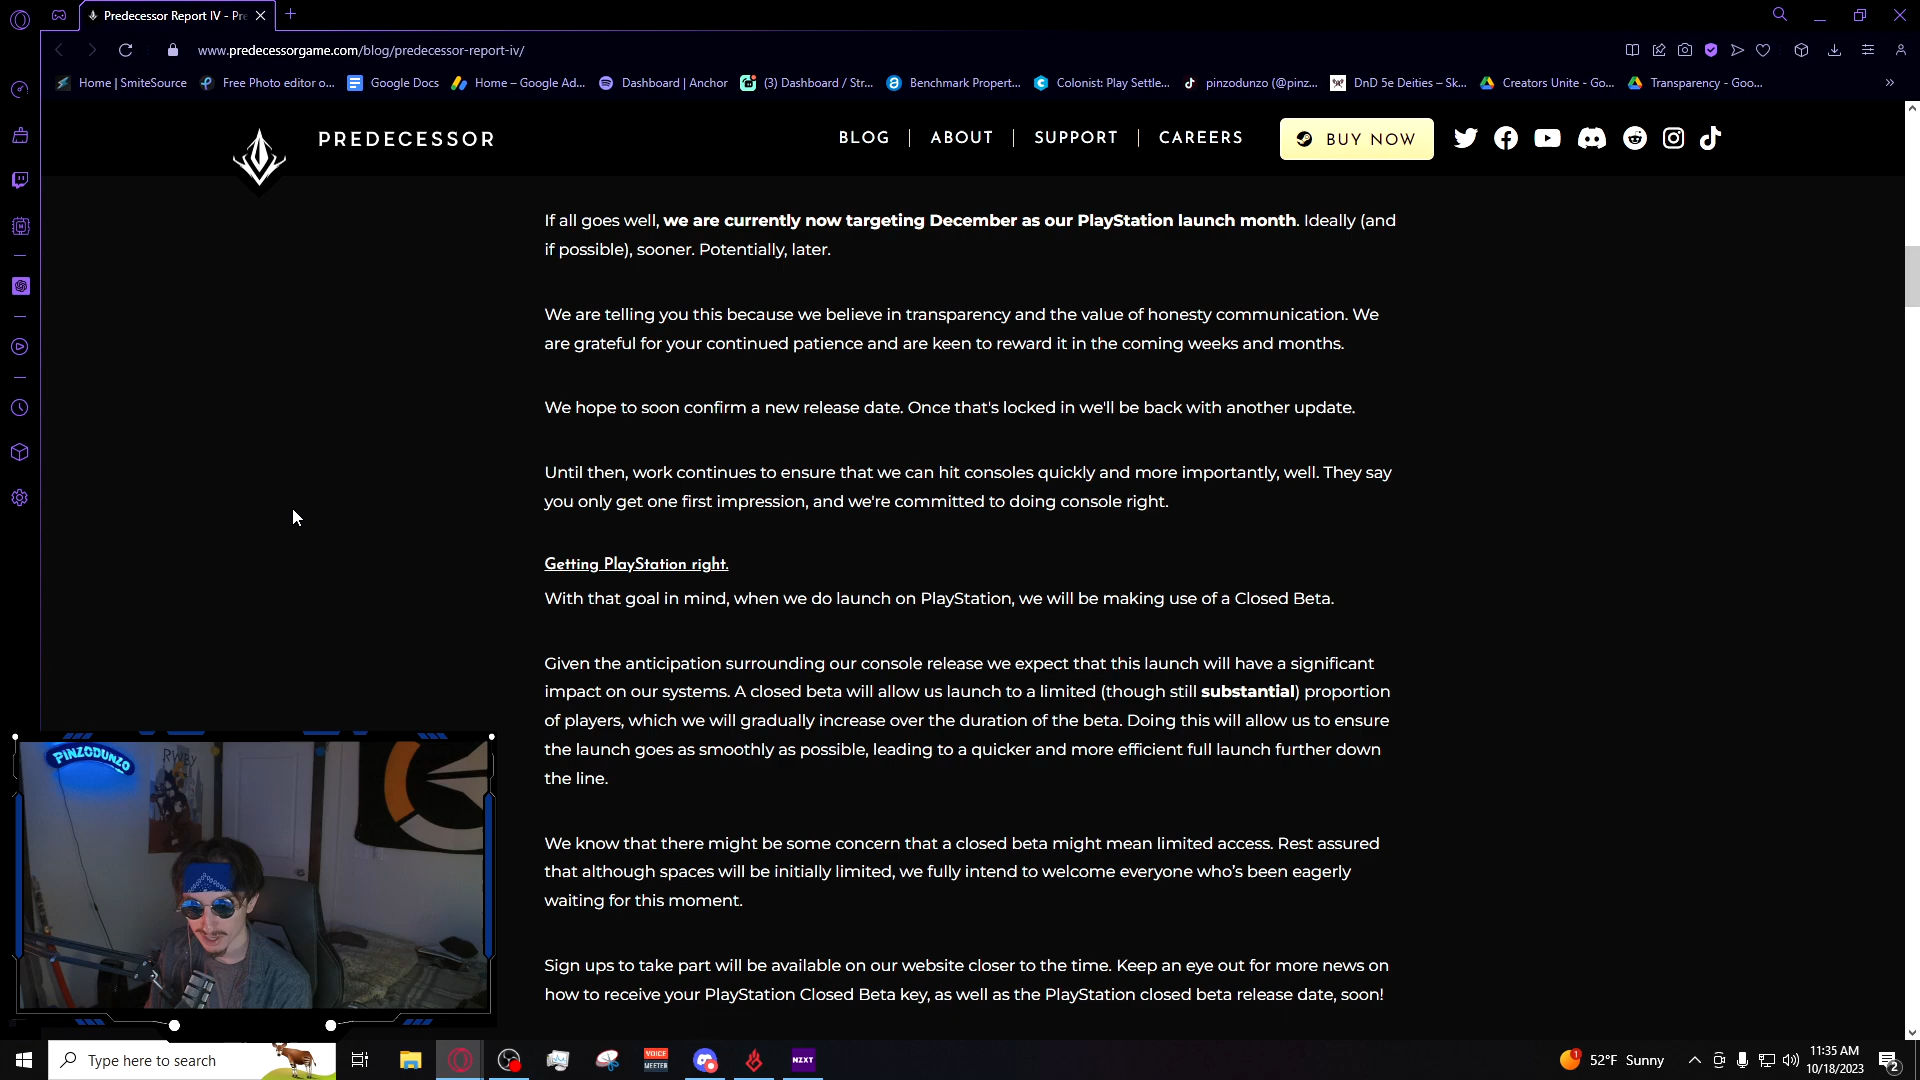 Predecessor Report IV - Pre
www.predecessorgame.com/blog/predecessor-report-iv/
Home | SmiteSource
Free Photo editor o...
Google Docs
Home – Google Ad...
Dashboard | Anchor
(3) Dashboard / Str...
Benchmark Propert...
Colonist: Play Settle...
pinzodunzo (@pinz...
DnD 5e Deities – Sk...
Creators Unite - Go...
Transparency - Goo...
PREDECESSOR
BLOG
ABOUT
SUPPORT
CAREERS
BUY NOW
If all goes well, we are currently now targeting December as our PlayStation launch month. Ideally (and
if possible), sooner. Potentially, later.
We are telling you this because we believe in transparency and the value of honesty communication. We
are grateful for your continued patience and are keen to reward it in the coming weeks and months.
We hope to soon confirm a new release date. Once that's locked in we'll be back with another update.
Until then, work continues to ensure that we can hit consoles quickly and more importantly, well. They say
you only get one first impression, and we're committed to doing console right.
Getting PlayStation right.
With that goal in mind, when we do launch on PlayStation, we will be making use of a Closed Beta.
Given the anticipation surrounding our console release we expect that this launch will have a significant
impact on our systems. A closed beta will allow us launch to a limited (though still substantial) proportion
of players, which we will gradually increase over the duration of the beta. Doing this will allow us to ensure
the launch goes as smoothly as possible, leading to a quicker and more efficient full launch further down
the line.
We know that there might be some concern that a closed beta might mean limited access. Rest assured
that although spaces will be initially limited, we fully intend to welcome everyone who’s been eagerly
waiting for this moment.
Sign ups to take part will be available on our website closer to the time. Keep an eye out for more news on
how to receive your PlayStation Closed Beta key, as well as the PlayStation closed beta release date, soon!
PINZODUNZO
RWBY
Type here to search
VOICE
MEETER
NZXT
1
52°F Sunny
11:35 AM
10/18/2023
2